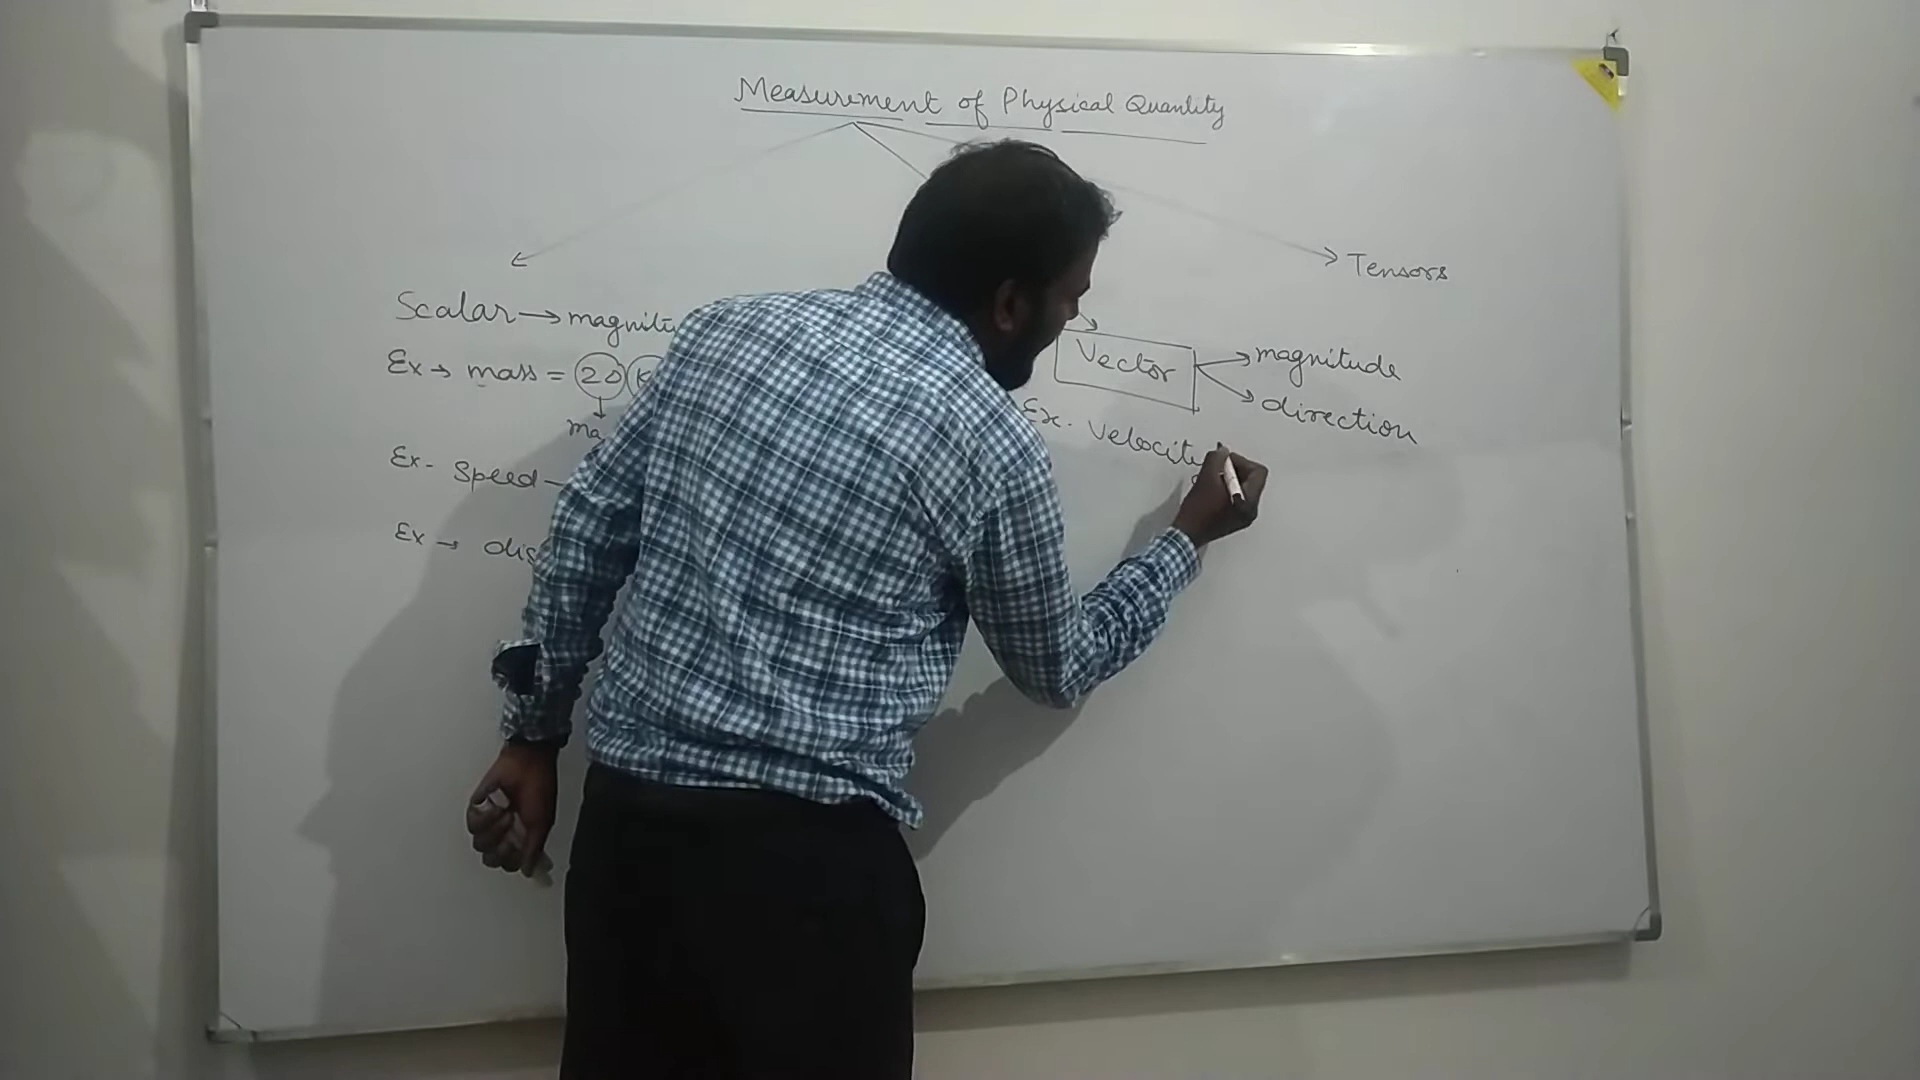 Measurement of Physical Quantity
Tensors
Scalar → magnitu
Ex → mass = 20 K
ma
Ex - Speed -
Ex → dis
Vector → magnitude
→ direction
Ex. Velocity